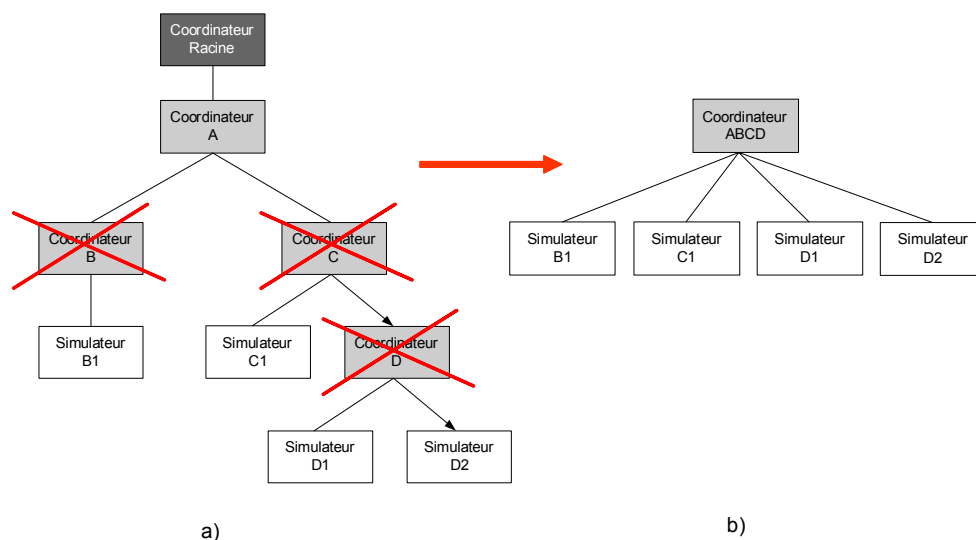 Coordinateur
Racine
Coordinateur
A
Coordinateur
B
Coordinateur
C
Simulateur
B1
Simulateur
C1
Coordinateur
D
Simulateur
D1
Simulateur
D2
a)
Coordinateur
ABCD
Simulateur
B1
Simulateur
C1
Simulateur
D1
Simulateur
D2
b)